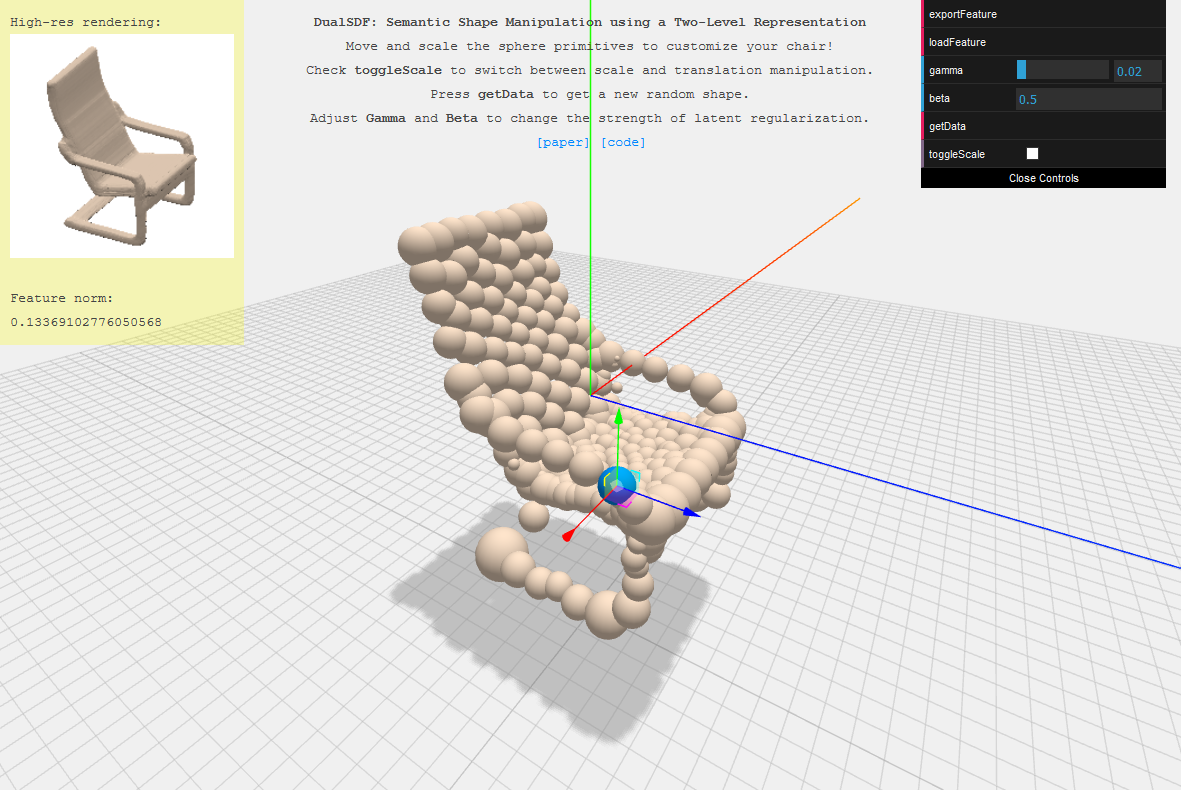 High-res rendering:
Feature norm:
0.13369102776050568
DualSDF: Semantic Shape Manipulation using a Two-Level Representation
Move and scale the sphere primitives to customize your chair!
Check toggleScale to switch between scale and translation manipulation.
Press getData to get a new random shape.
Adjust Gamma and Beta to change the strength of latent regularization.
[paper] [code]
exportFeature
loadFeature
gamma 0.02
beta 0.5
getData
toggleScale
Close Controls